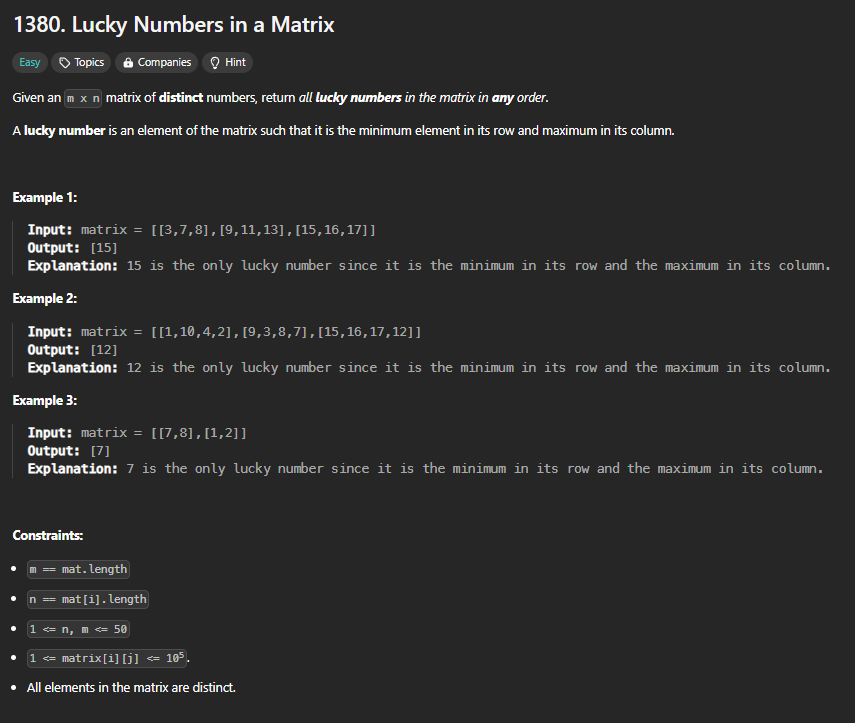 1380. Lucky Numbers in a Matrix
Easy Topics Companies Hint
Given an m x n matrix of distinct numbers, return all lucky numbers in the matrix in any order.
A lucky number is an element of the matrix such that it is the minimum element in its row and maximum in its column.
Example 1:
Input: matrix = [[3,7,8],[9,11,13],[15,16,17]]
Output: [15]
Explanation: 15 is the only lucky number since it is the minimum in its row and the maximum in its column.
Example 2:
Input: matrix = [[1,10,4,2],[9,3,8,7],[15,16,17,12]]
Output: [12]
Explanation: 12 is the only lucky number since it is the minimum in its row and the maximum in its column.
Example 3:
Input: matrix = [[7,8],[1,2]]
Output: [7]
Explanation: 7 is the only lucky number since it is the minimum in its row and the maximum in its column.
Constraints:
• m == mat.length
• n == mat[i].length
• 1 <= n, m <= 50
• 1 <= matrix[i][j] <= 10⁵.
• All elements in the matrix are distinct.